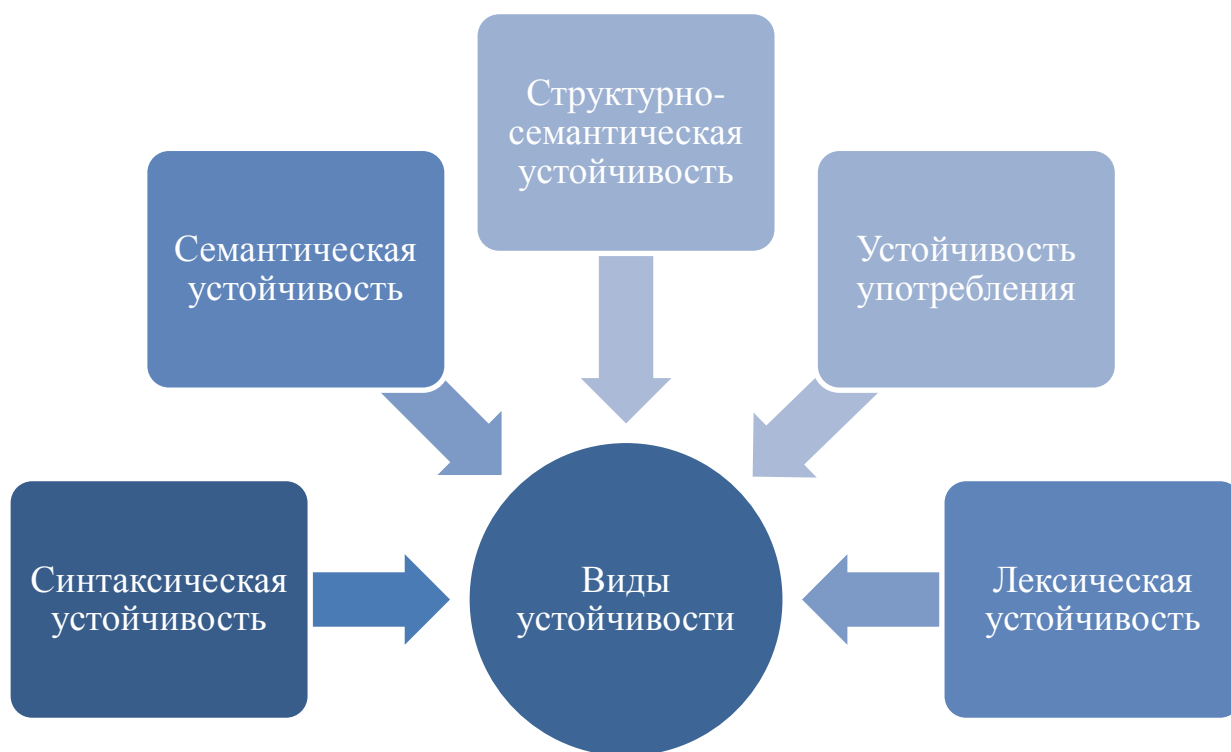 Структурно-
семантическая
устойчивость
Семантическая
устойчивость
Устойчивость
употребления
Синтаксическая
устойчивость
Виды
устойчивости
Лексическая
устойчивость